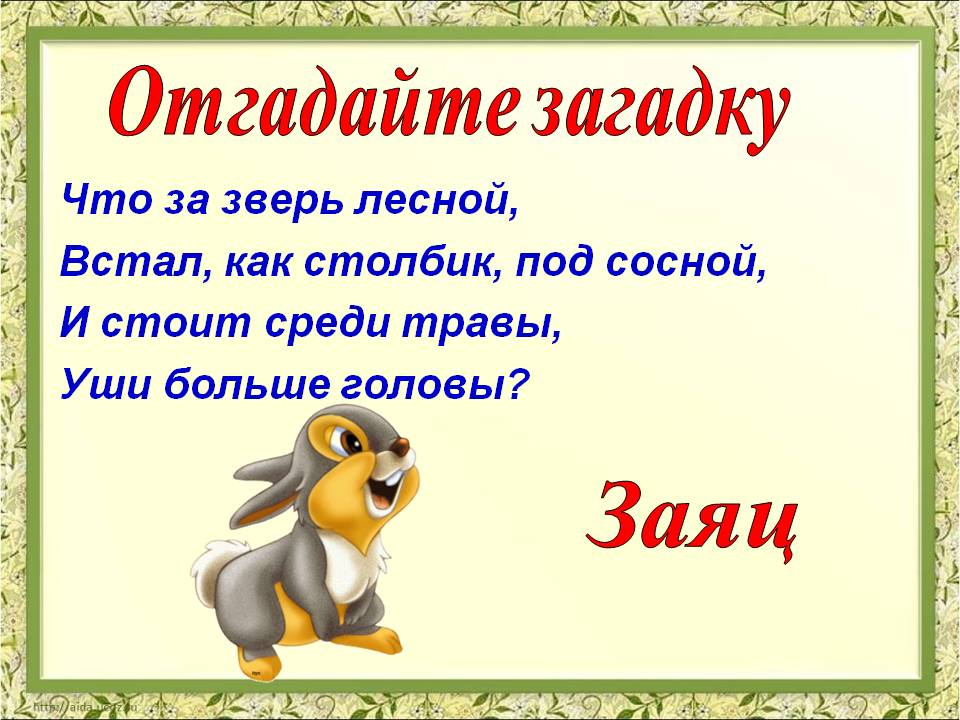 Отгадайте загадку
Что за зверь лесной,
Встал, как столбик, под сосной,
И стоит среди травы,
Уши больше головы?
Заяц